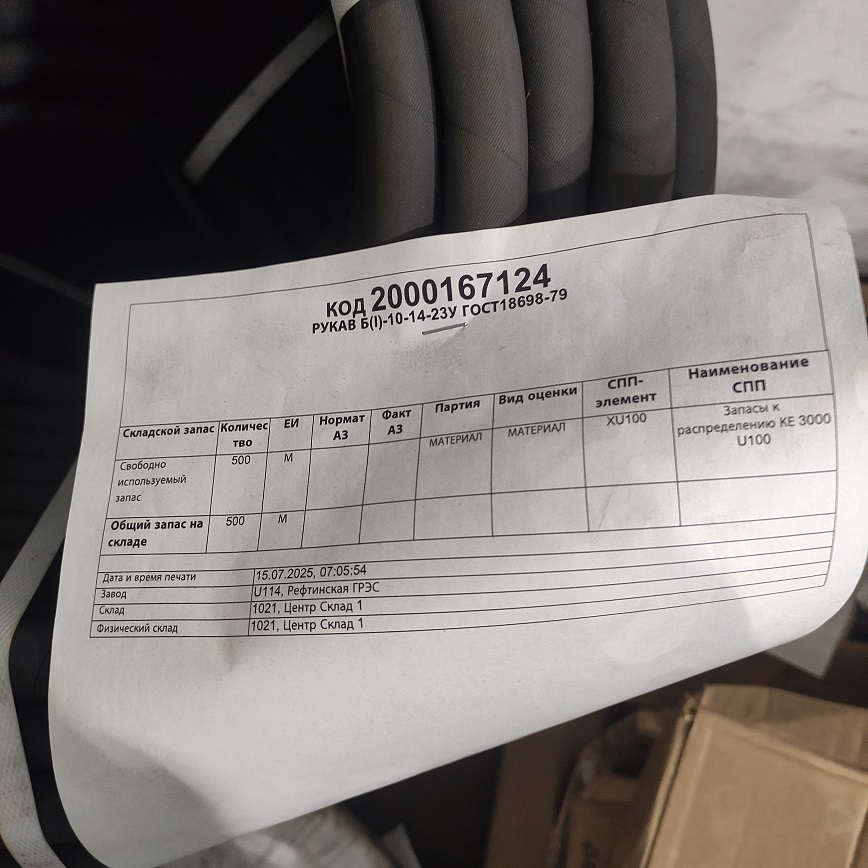 КОД 2000167124
РУКАВ Б(I)-10-14-23У ГОСТ18698-79
Складской запас Количес тво ЕИ Нормат АЗ Факт АЗ Партия Вид оценки СПП-элемент Наименование СПП
Свободно используемый запас 500 М МАТЕРИАЛ МАТЕРИАЛ XU100 Запасы к распределению КЕ 3000 U100
Общий запас на складе 500 М
Дата и время печати 15.07.2025, 07:05:54
Завод U114, Рефтинская ГРЭС
Склад 1021, Центр Склад 1
Физический склад 1021, Центр Склад 1